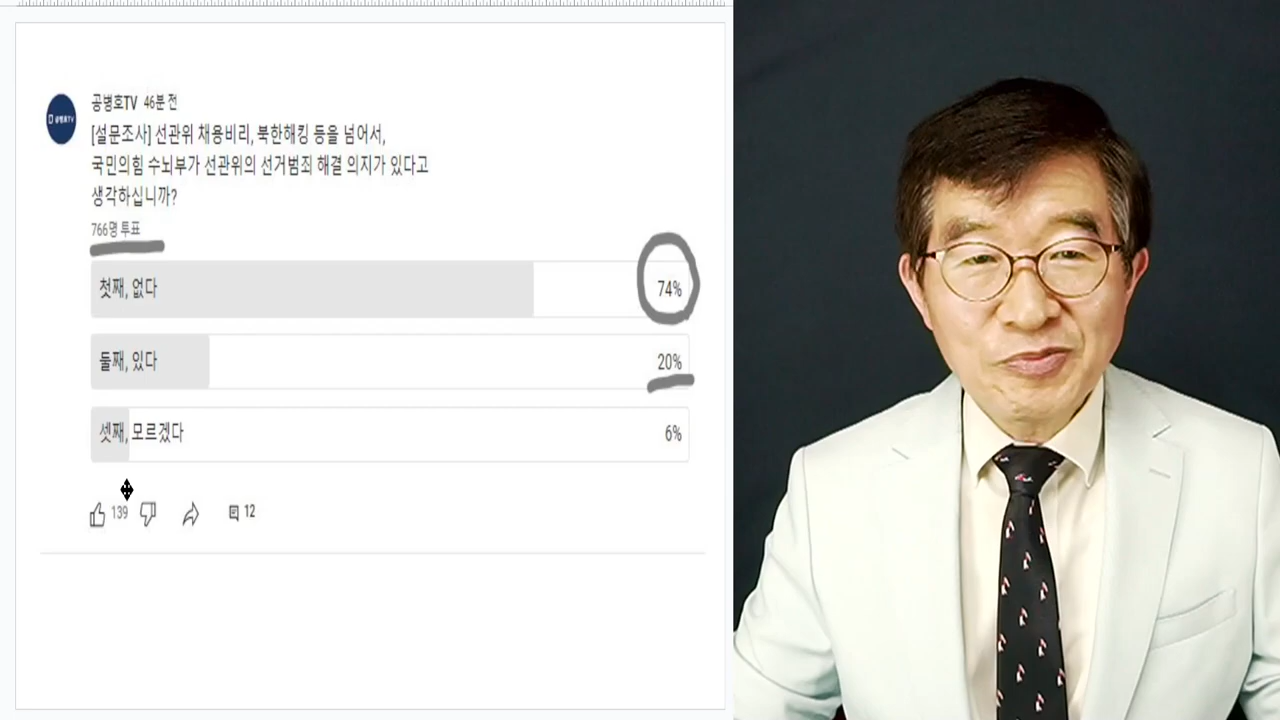 공병호TV 46분 전
[설문조사] 선관위 채용비리, 북한해킹 등을 넘어서,
국민의힘 수뇌부가 선관위의 선거범죄 해결 의지가 있다고
생각하십니까?
766명 투표
첫째, 없다 74%
둘째, 있다 20%
셋째, 모르겠다 6%
139 12